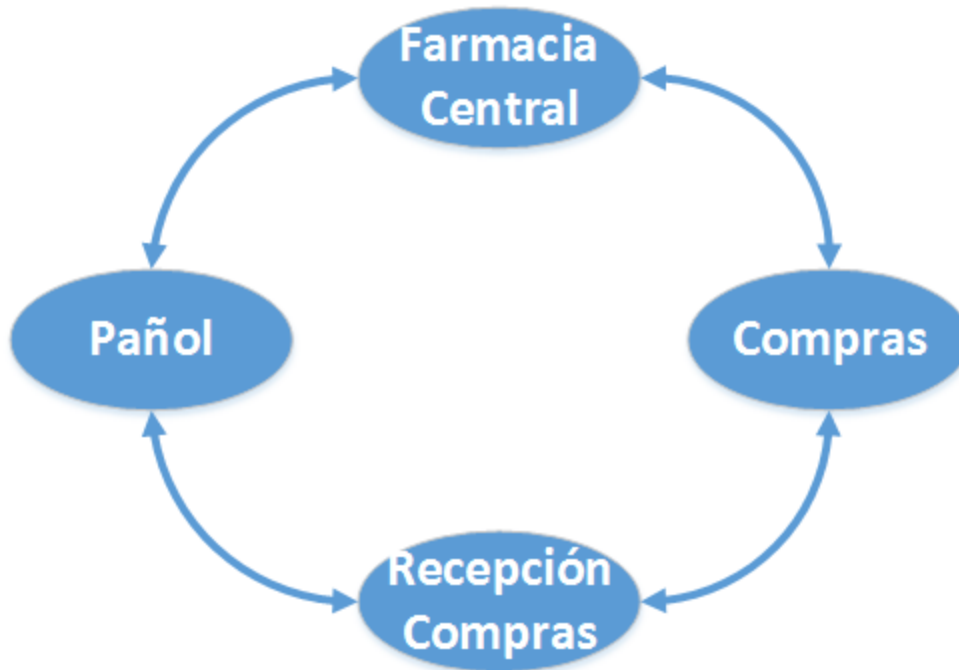 Farmacia
Central
Pañol
Compras
Recepción
Compras